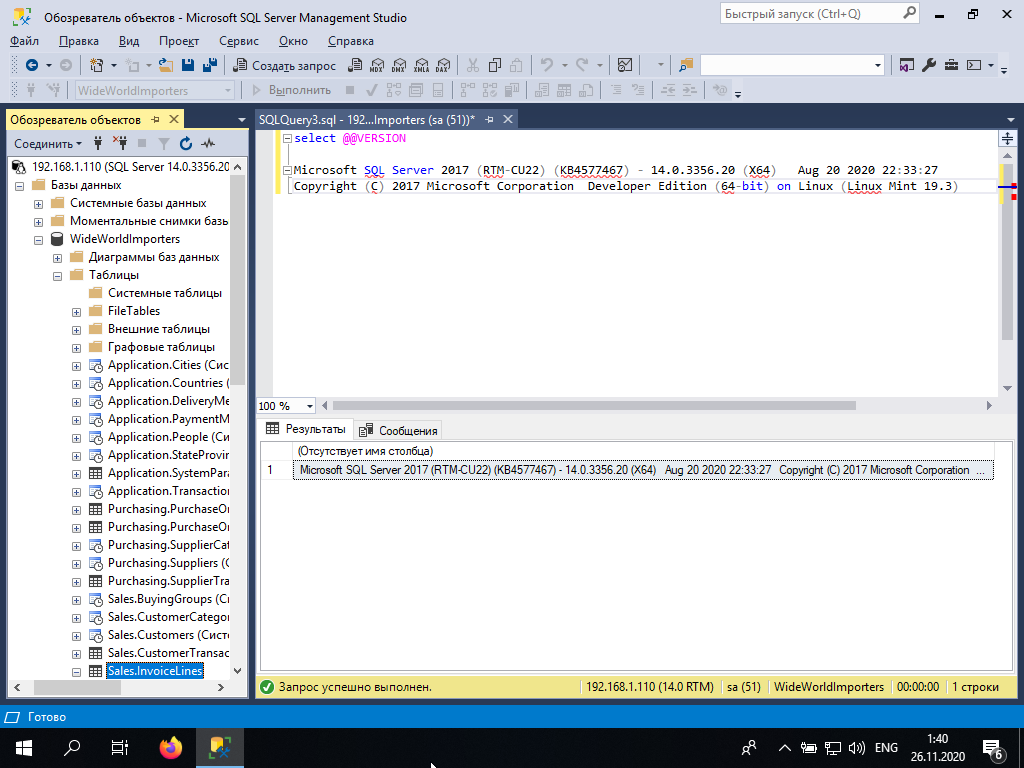 Обозреватель объектов - Microsoft SQL Server Management Studio
Быстрый запуск (Ctrl+Q)
Файл Правка Вид Проект Сервис Окно Справка
Создать запрос MDX DMX XMLA DAX
WideWorldImporters Выполнить
Обозреватель объектов
SQLQuery3.sql - 192...Importers (sa (51))*
Соединить
192.168.1.110 (SQL Server 14.0.3356.20
Базы данных
Системные базы данных
Моментальные снимки базы
WideWorldImporters
Диаграммы баз данных
Таблицы
Системные таблицы
FileTables
Внешние таблицы
Графовые таблицы
Application.Cities (Сис
Application.Countries (
Application.DeliveryMe
Application.PaymentM
Application.People (Си
Application.StateProvin
Application.SystemPara
Application.Transaction
Purchasing.PurchaseOr
Purchasing.PurchaseOr
Purchasing.SupplierCat
Purchasing.Suppliers (С
Purchasing.SupplierTra
Sales.BuyingGroups (Си
Sales.CustomerCategor
Sales.Customers (Систе
Sales.CustomerTransac
Sales.InvoiceLines
select @@VERSION
Microsoft SQL Server 2017 (RTM-CU22) (KB4577467) - 14.0.3356.20 (X64)   Aug 20 2020 22:33:27
Copyright (C) 2017 Microsoft Corporation  Developer Edition (64-bit) on Linux (Linux Mint 19.3)
100 %
Результаты Сообщения
(Отсутствует имя столбца)
1 Microsoft SQL Server 2017 (RTM-CU22) (KB4577467) - 14.0.3356.20 (X64)   Aug 20 2020 22:33:27   Copyright (C) 2017 Microsoft Corporation ...
Запрос успешно выполнен. 192.168.1.110 (14.0 RTM) sa (51) WideWorldImporters 00:00:00 1 строки
Готово
ENG
1:40
26.11.2020
6